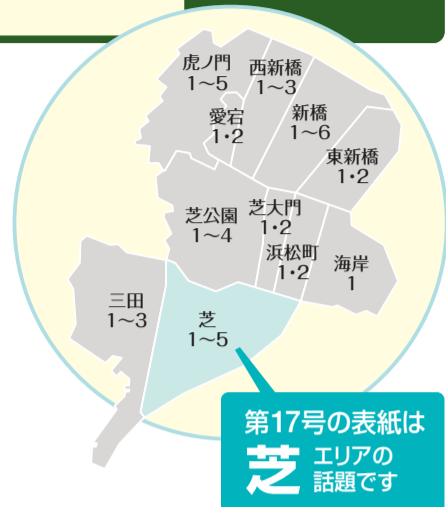 虎ノ門
1〜5
西新橋
1〜3
愛宕
1・2
新橋
1〜6
東新橋
1・2
芝公園
1〜4
芝大門
1・2
浜松町
1・2
海岸
1
三田
1〜3
芝
1〜5
第17号の表紙は
芝 エリアの
話題です